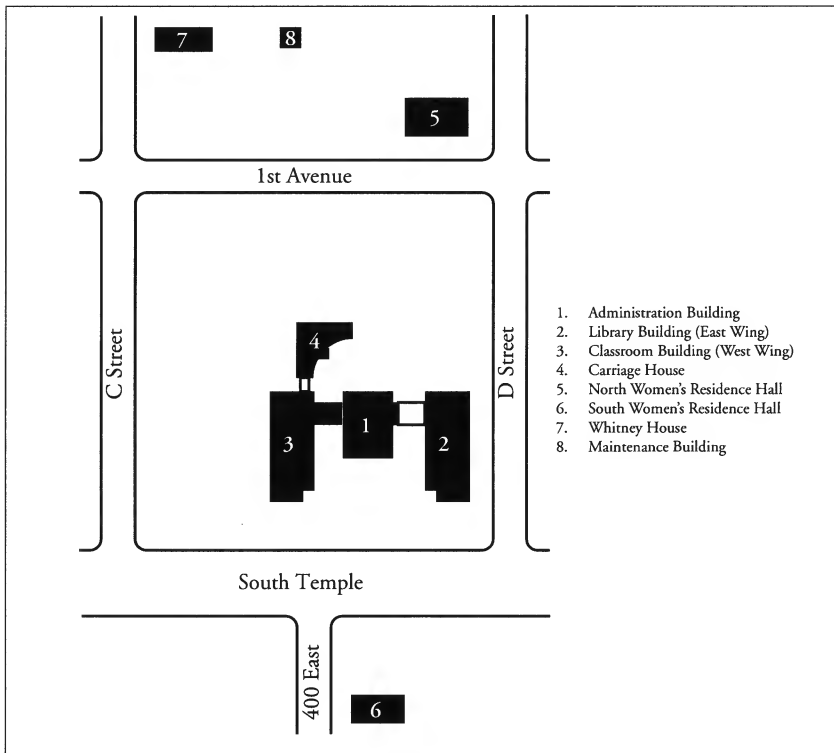 7
8
5
1st Avenue
C Street
D Street
4
3
1
2
1. Administration Building
2. Library Building (East Wing)
3. Classroom Building (West Wing)
4. Carriage House
5. North Women's Residence Hall
6. South Women's Residence Hall
7. Whitney House
8. Maintenance Building
South Temple
400 East
6